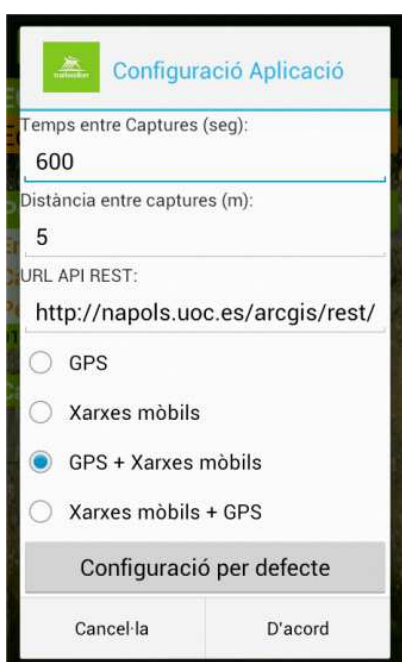 trailwalker
Configuració Aplicació
Temps entre Captures (seg):
600
Distància entre captures (m):
5
URL API REST:
http://napols.uoc.es/arcgis/rest/
GPS
Xarxes mòbils
GPS + Xarxes mòbils
Xarxes mòbils + GPS
Configuració per defecte
Cancel·la
D'acord